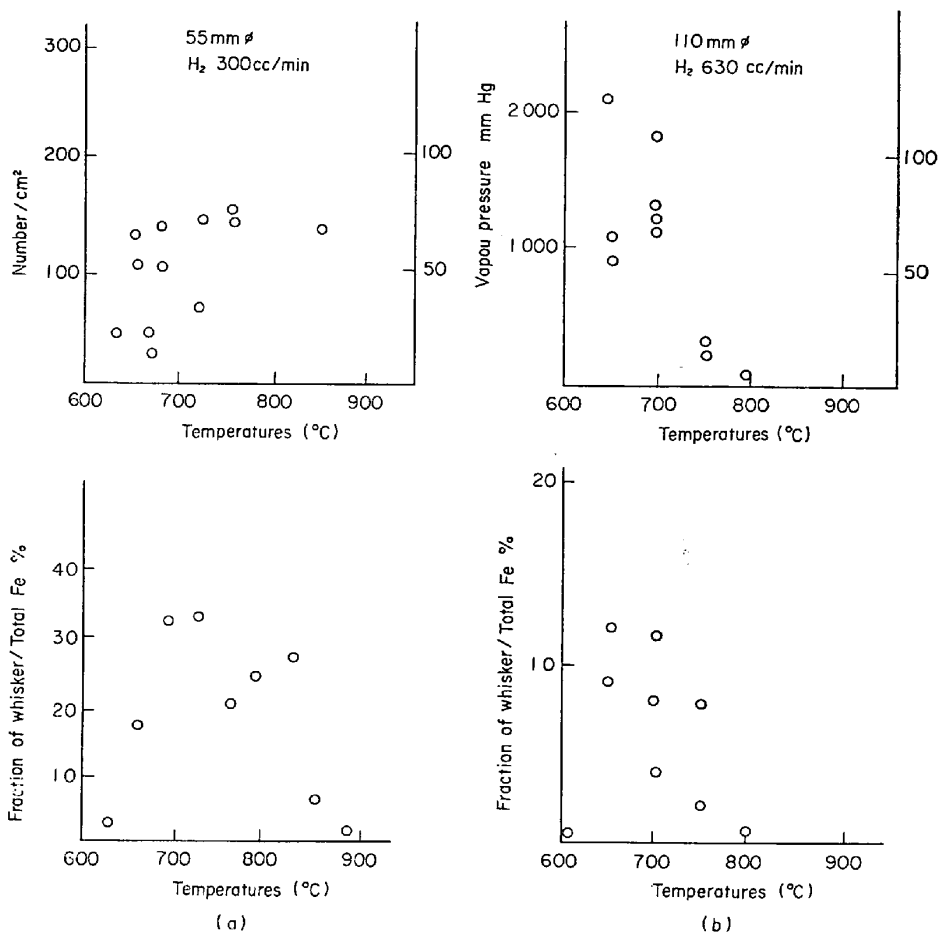 55mm ø
H₂ 300cc/min
Number/cm²
300
200
100
100
50
600 700 800 900
Temperatures (°C)
110mm ø
H₂ 630 cc/min
Vapou pressure mm Hg
2 000
1 000
100
50
600 700 800 900
Temperatures (°C)
Fraction of whisker/Total Fe %
40
30
20
10
600 700 800 900
Temperatures (°C)
(a)
Fraction of whisker/Total Fe %
20
10
600 700 800 900
Temperatures (°C)
(b)